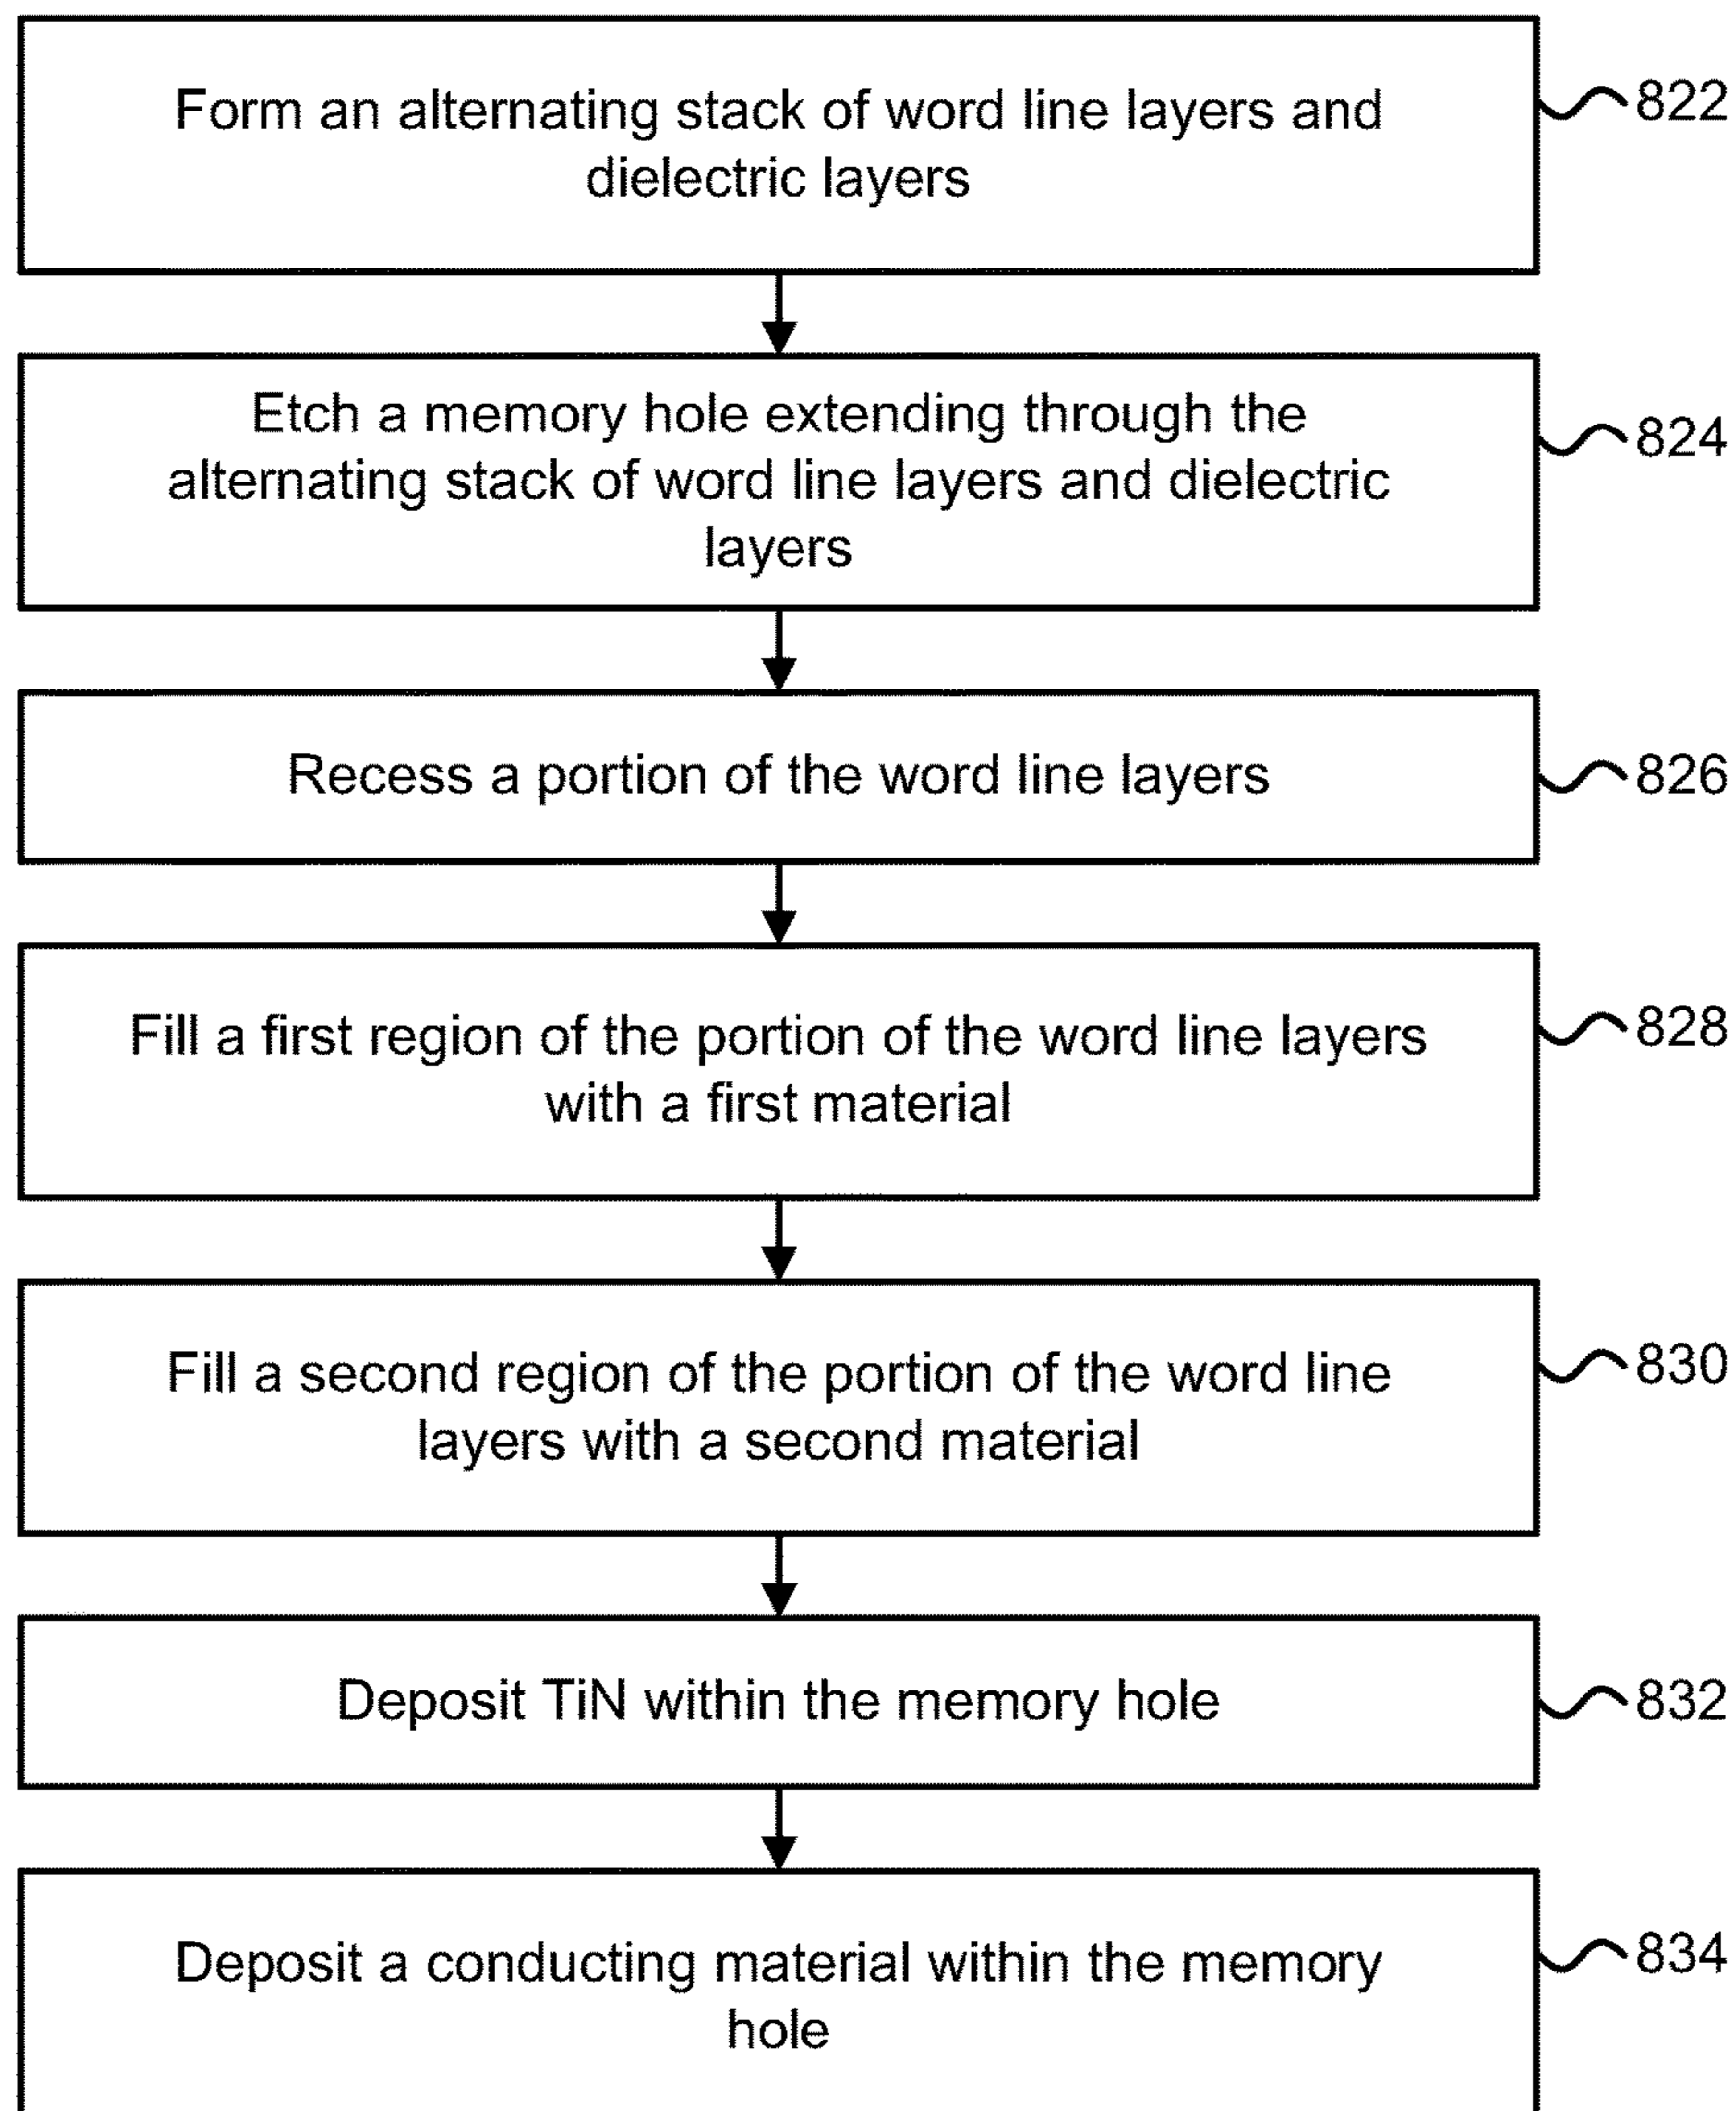 Form an alternating stack of word line layers and
dielectric layers
822
Etch a memory hole extending through the
alternating stack of word line layers and dielectric
layers
824
Recess a portion of the word line layers
826
Fill a first region of the portion of the word line layers
with a first material
828
Fill a second region of the portion of the word line
layers with a second material
830
Deposit TiN within the memory hole
832
Deposit a conducting material within the memory
hole
834